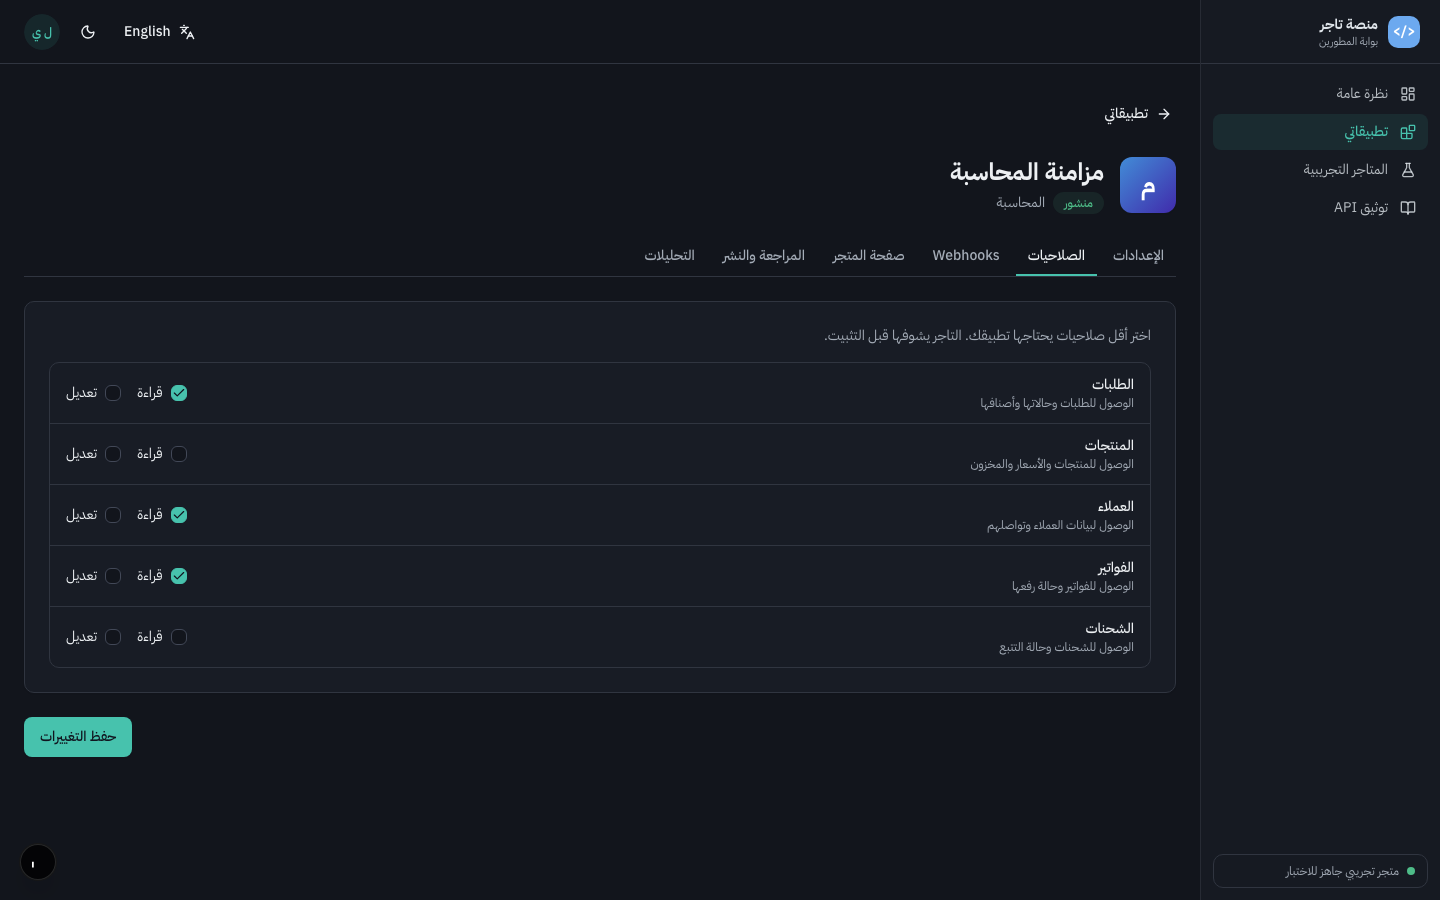 منصة تاجر
بوابة المطورين
</>
English
ل ي
نظرة عامة
تطبيقاتي
المتاجر التجريبية
توثيق API
تطبيقاتي
م
مزامنة المحاسبة
منشور
المحاسبة
الإعدادات
الصلاحيات
Webhooks
صفحة المتجر
المراجعة والنشر
التحليلات
اختر أقل صلاحيات يحتاجها تطبيقك. التاجر يشوفها قبل التثبيت.
الطلبات
الوصول للطلبات وحالاتها وأصنافها
قراءة
تعديل
المنتجات
الوصول للمنتجات والأسعار والمخزون
قراءة
تعديل
العملاء
الوصول لبيانات العملاء وتواصلهم
قراءة
تعديل
الفواتير
الوصول للفواتير وحالة رفعها
قراءة
تعديل
الشحنات
الوصول للشحنات وحالة التتبع
قراءة
تعديل
حفظ التغييرات
متجر تجريبي جاهز للاختبار